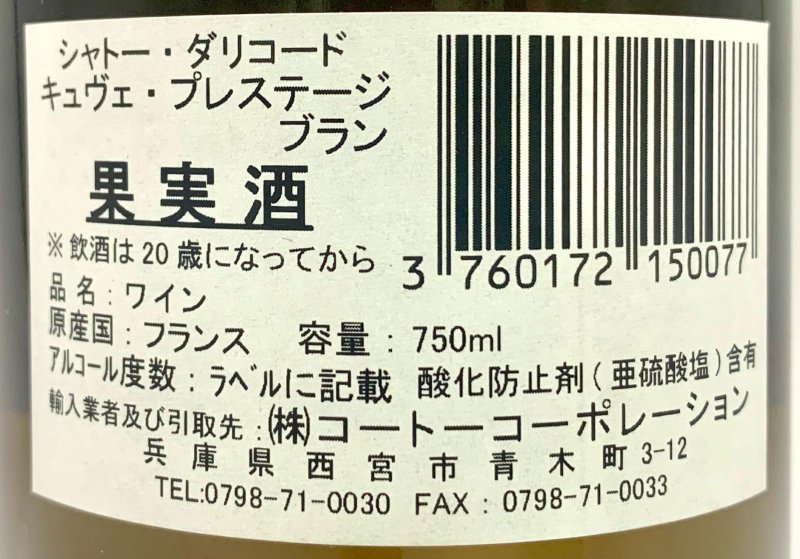 シャトー・ダリコード
キュヴェ・プレステージ
ブラン
果実酒
※飲酒は20歳になってから
3 760172 150077
品名：ワイン
原産国：フランス 容量：750ml
アルコール度数：ラベルに記載 酸化防止剤(亜硫酸塩)含有
輸入業者及び引取先：(株)コートーコーポレーション
兵庫県西宮市青木町3-12
TEL:0798-71-0030 FAX：0798-71-0033